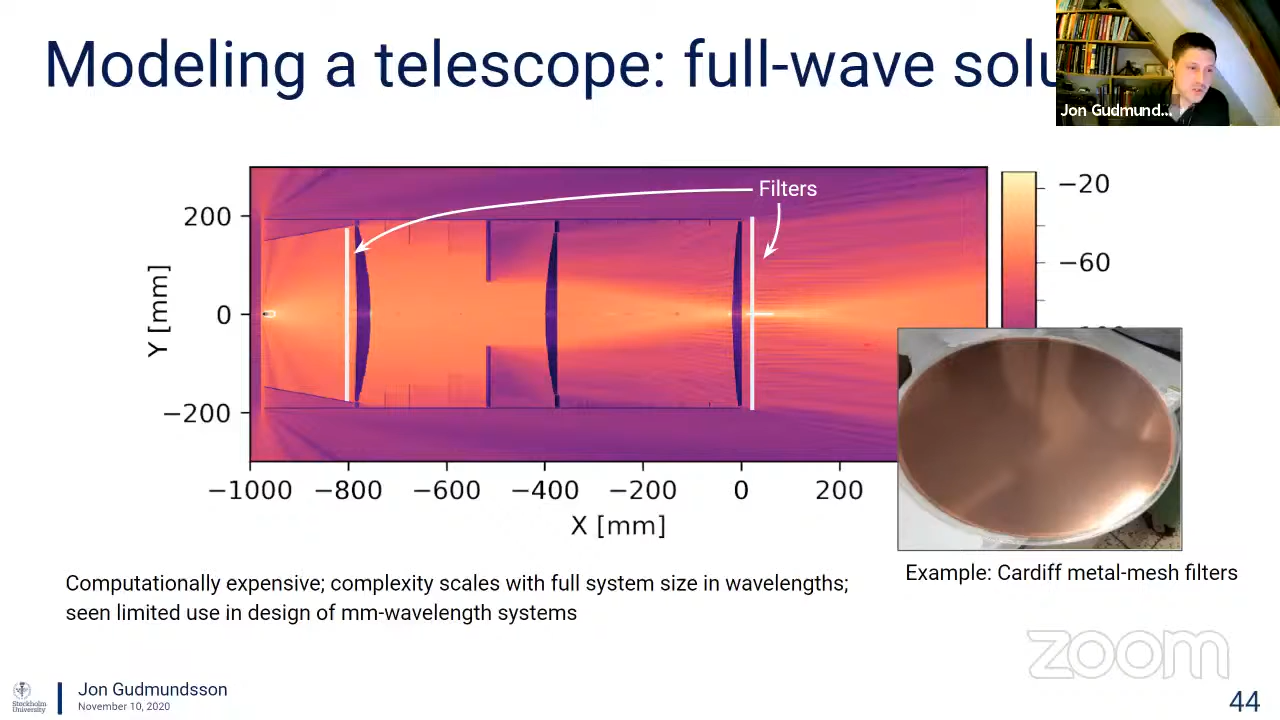 Modeling a telescope: full-wave solu
Jon Gudmund...
Filters
200
0
−200
Y [mm]
−1000 −800 −600 −400 −200 0 200
X [mm]
−20
−60
Example: Cardiff metal-mesh filters
Computationally expensive; complexity scales with full system size in wavelengths;
seen limited use in design of mm-wavelength systems
zoom
Stockholm
University
Jon Gudmundsson
November 10, 2020
44